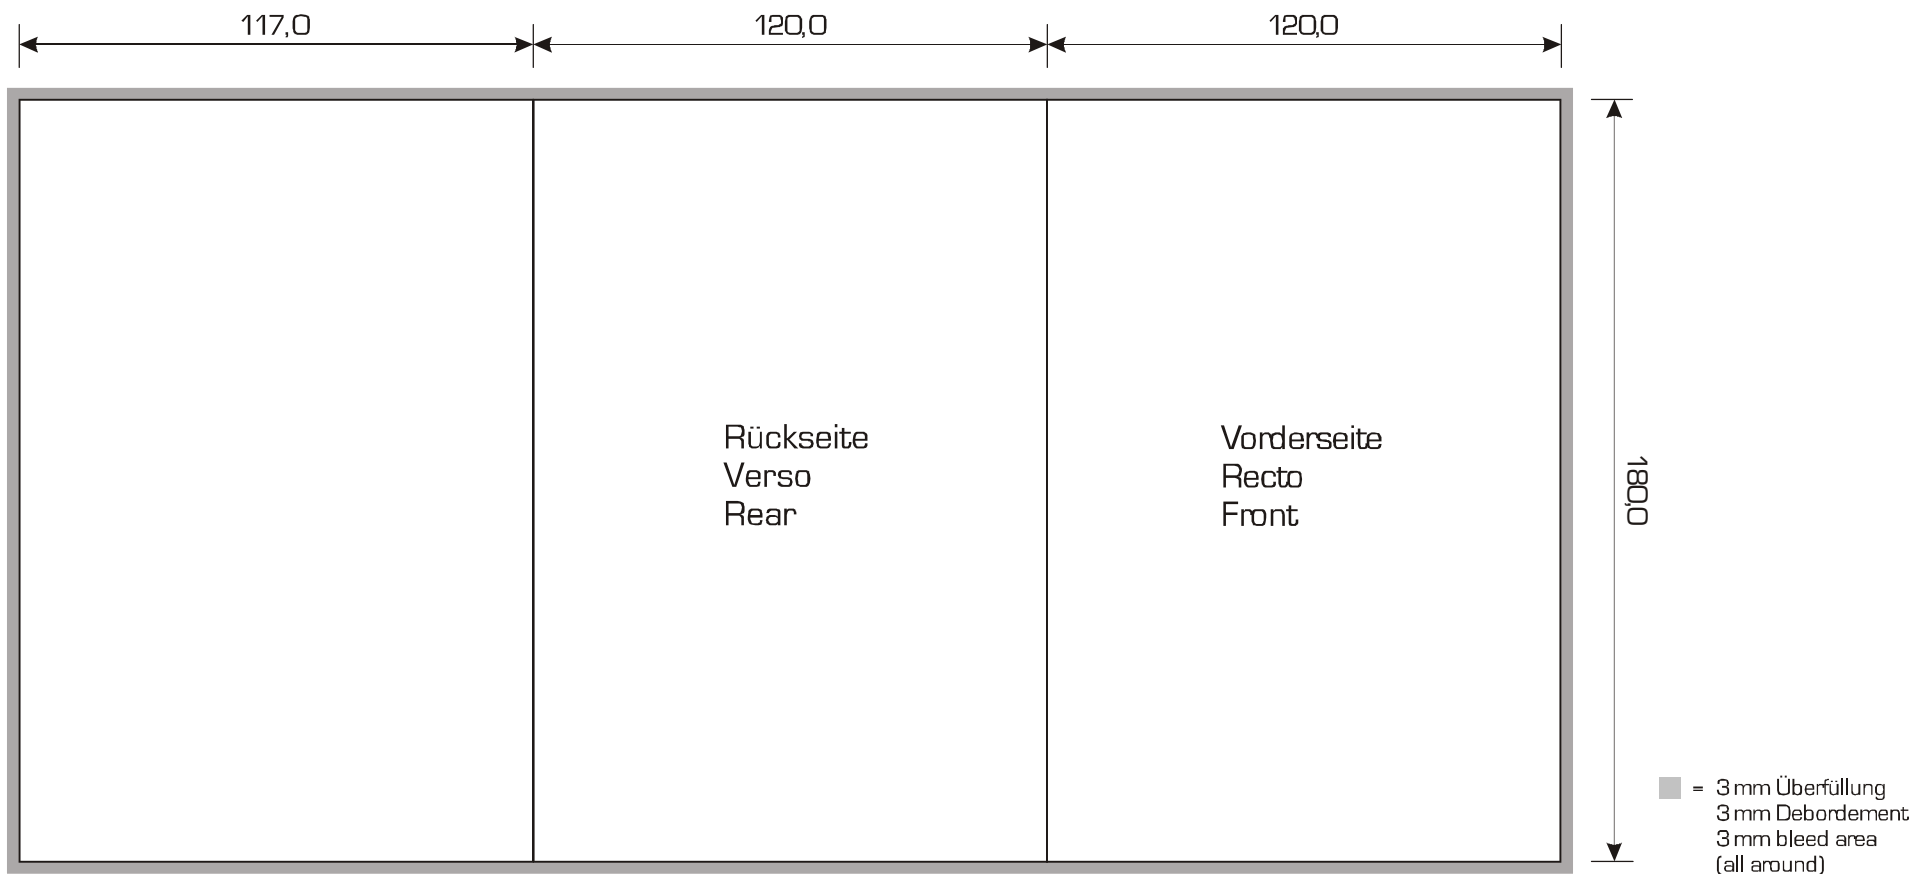 117,0
120,0
120,0
Rückseite
Verso
Rear
Vorderseite
Recto
Front
180,0
= 3 mm Überfüllung
3 mm Debordement
3 mm bleed area
(all around)